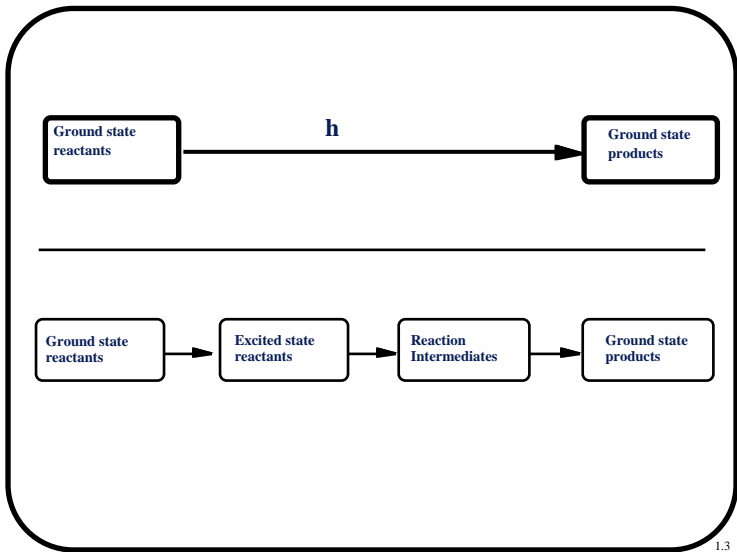 h
Ground state
reactants
Ground state
products
Ground state
reactants
Excited state
reactants
Reaction
Intermediates
Ground state
products
1.3